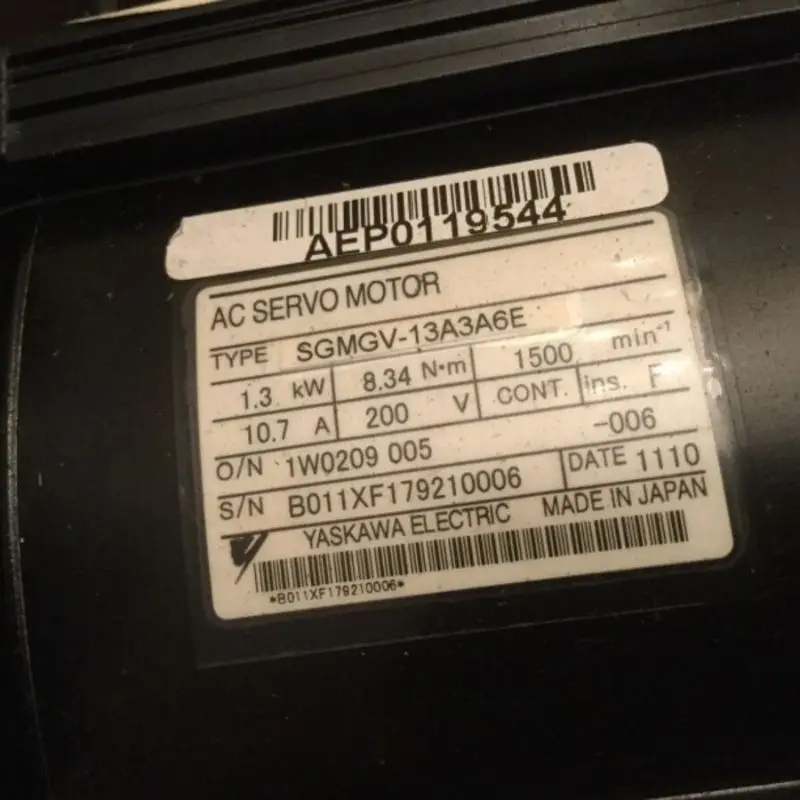 AEP0119544
AC SERVO MOTOR
TYPE SGMGV-13A3A6E
1.3 kW 8.34 N·m 1500 min⁻¹
10.7 A 200 V CONT. ins. F
O/N 1W0209 005 -006
S/N B011XF179210006 DATE 1110
YASKAWA ELECTRIC MADE IN JAPAN
*B011XF179210006*